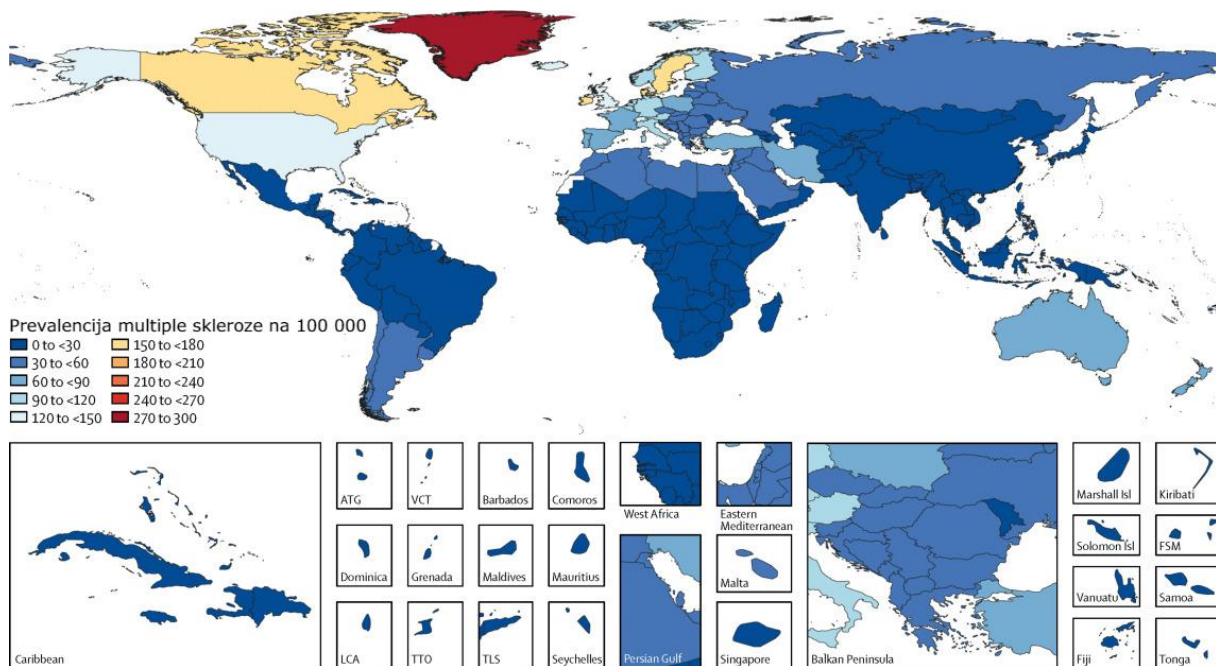 Prevalencija multiple skleroze na 100 000
0 to <30
30 to <60
60 to <90
90 to <120
120 to <150
150 to <180
180 to <210
210 to <240
240 to <270
270 to 300
Caribbean
ATG
VCT
Barbados
Comoros
Dominica
Grenada
Maldives
Mauritius
LCA
TTO
TLS
Seychelles
West Africa
Eastern
Mediterranean
Persian Gulf
Malta
Singapore
Balkan Peninsula
Marshall Isl
Kiribati
Solomon Isl
FSM
Vanuatu
Samoa
Fiji
Tonga